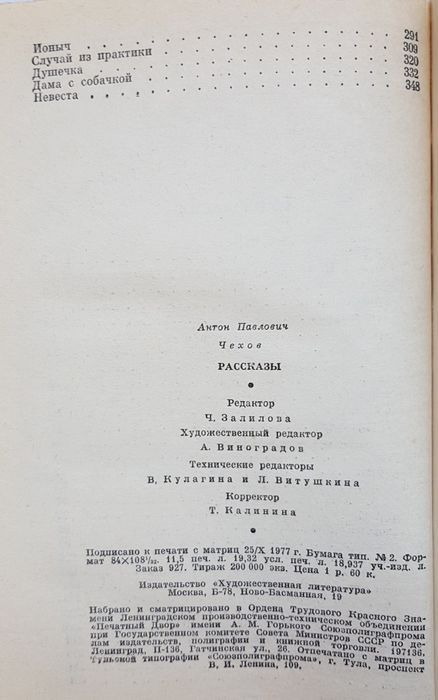 Ионыч . . . . . . . . . . . . . 291
Случай из практики . . . . . . . . . 309
Душечка . . . . . . . . . . . . . 320
Дама с собачкой . . . . . . . . . . 332
Невеста . . . . . . . . . . . . . 348
Антон Павлович
Чехов
РАССКАЗЫ
•
Редактор
Ч. Залилова
Художественный редактор
А. Виноградов
Технические редакторы
В. Кулагина и Л. Витушкина
Корректор
Т. Калинина
•
Подписано к печати с матриц 25/X 1977 г. Бумага тип. № 2. Фор-
мат 84×108 1/32. 11,5 печ. л. 19,32 усл. печ. л. 18,937 уч.-изд. л.
Заказ 927. Тираж 200 000 экз. Цена 1 р. 60 к.
Издательство «Художественная литература»
Москва, Б-78, Ново-Басманная, 19
Набрано и сматрицировано в Ордена Трудового Красного Зна-
мени Ленинградском производственно-техническом объединении
«Печатный Двор» имени А. М. Горького Союзполиграфпрома
при Государственном комитете Совета Министров СССР по де-
лам издательств, полиграфии и книжной торговли. 197136,
Ленинград, П-136, Гатчинская ул., 26. Отпечатано с матриц в
Тульской типографии «Союзполиграфпрома», г. Тула, проспект
В. И. Ленина, 109.